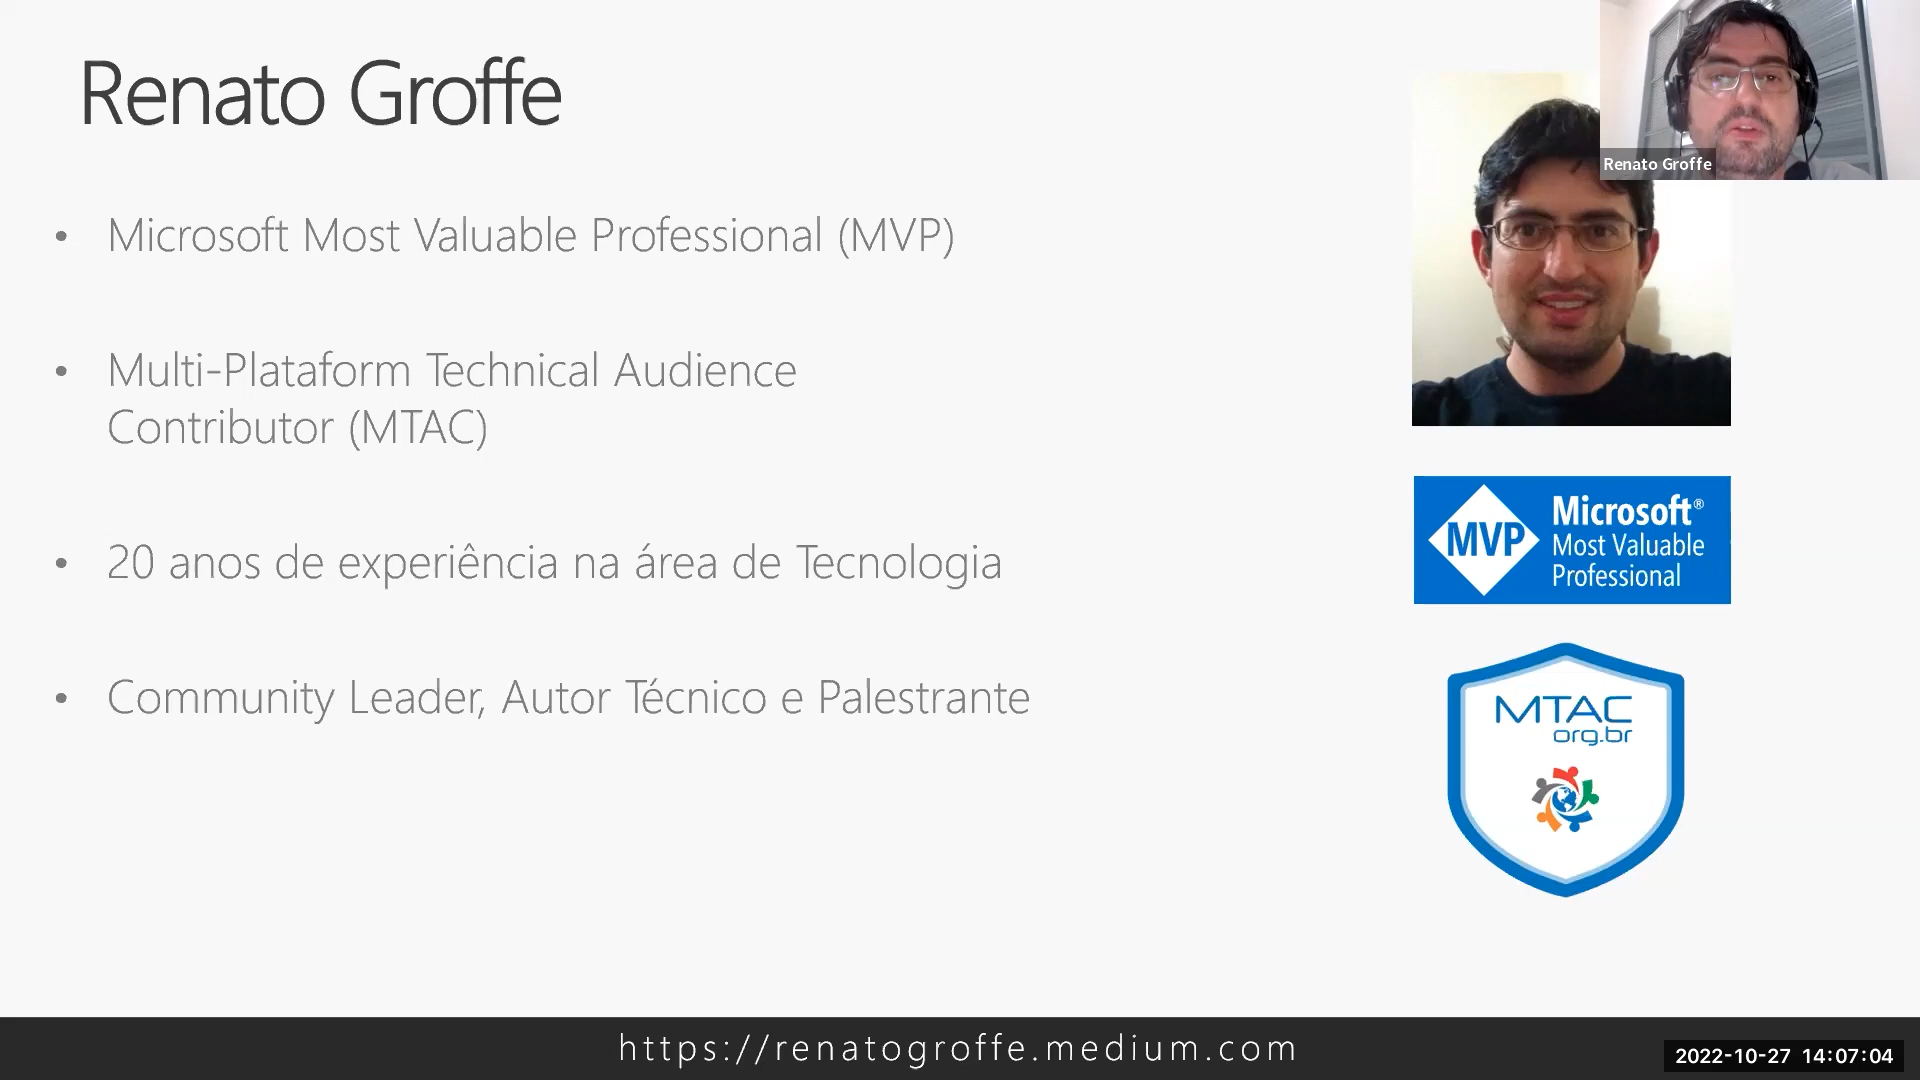 Renato Groffe
Renato Groffe
• Microsoft Most Valuable Professional (MVP)
• Multi-Plataform Technical Audience
Contributor (MTAC)
• 20 anos de experiência na área de Tecnologia
• Community Leader, Autor Técnico e Palestrante
MVP
Microsoft®
Most Valuable
Professional
MTAC
org.br
https://renatogroffe.medium.com
2022-10-27 14:07:04